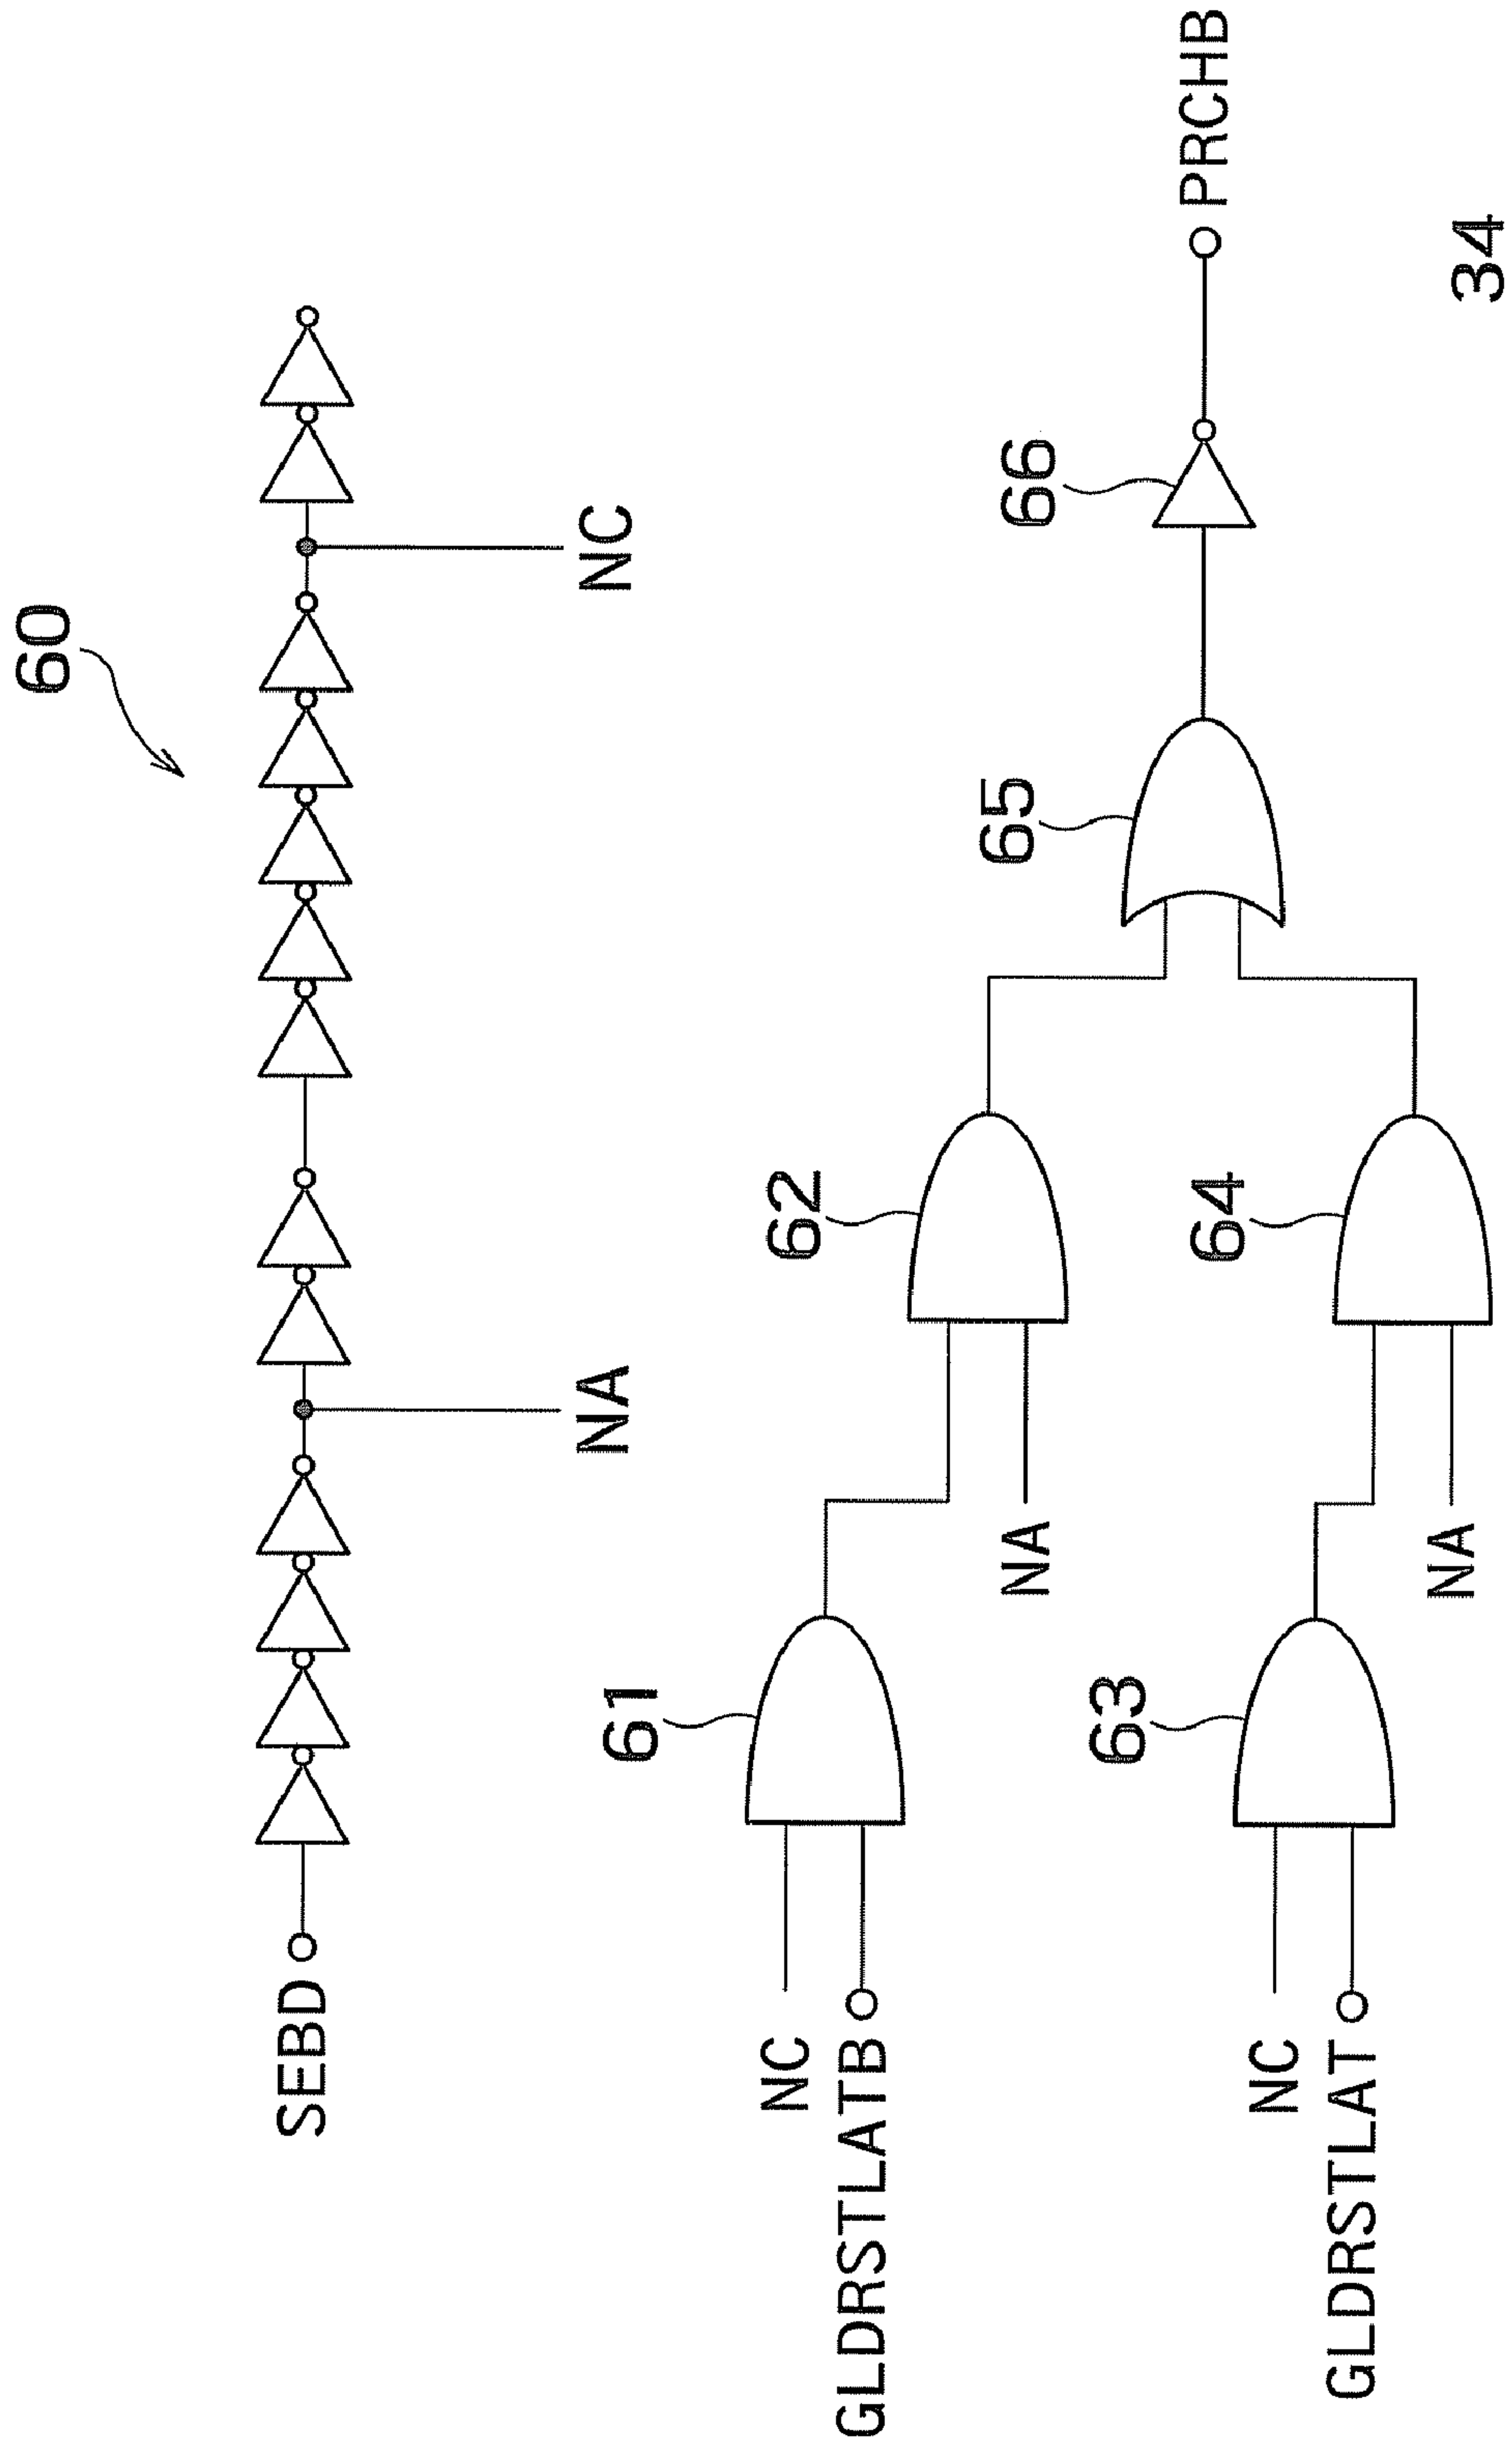 60
SEBD
NA
NC
61
NC
GLDRSTLATB
62
NA
63
NC
GLDRSTLAT
64
NA
65
66
PRCHB
34